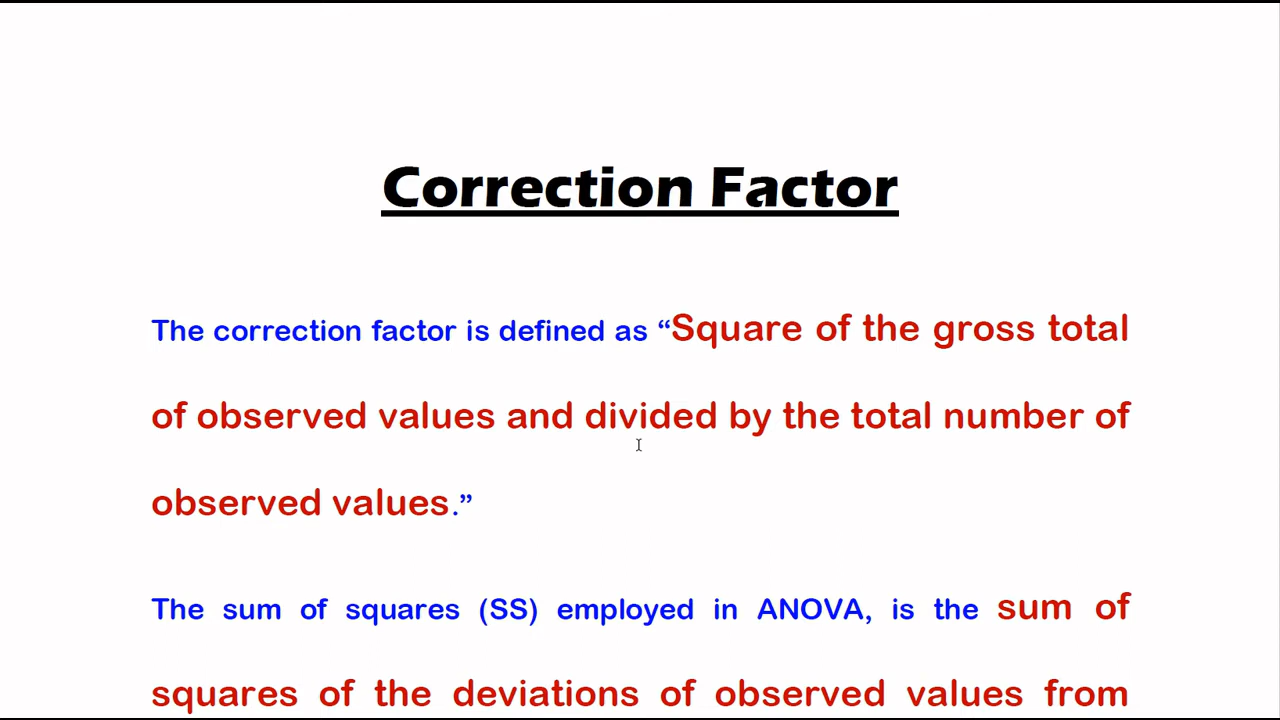 Correction Factor
The correction factor is defined as “Square of the gross total
of observed values and divided by the total number of
observed values.”
The sum of squares (SS) employed in ANOVA, is the sum of
squares of the deviations of observed values from